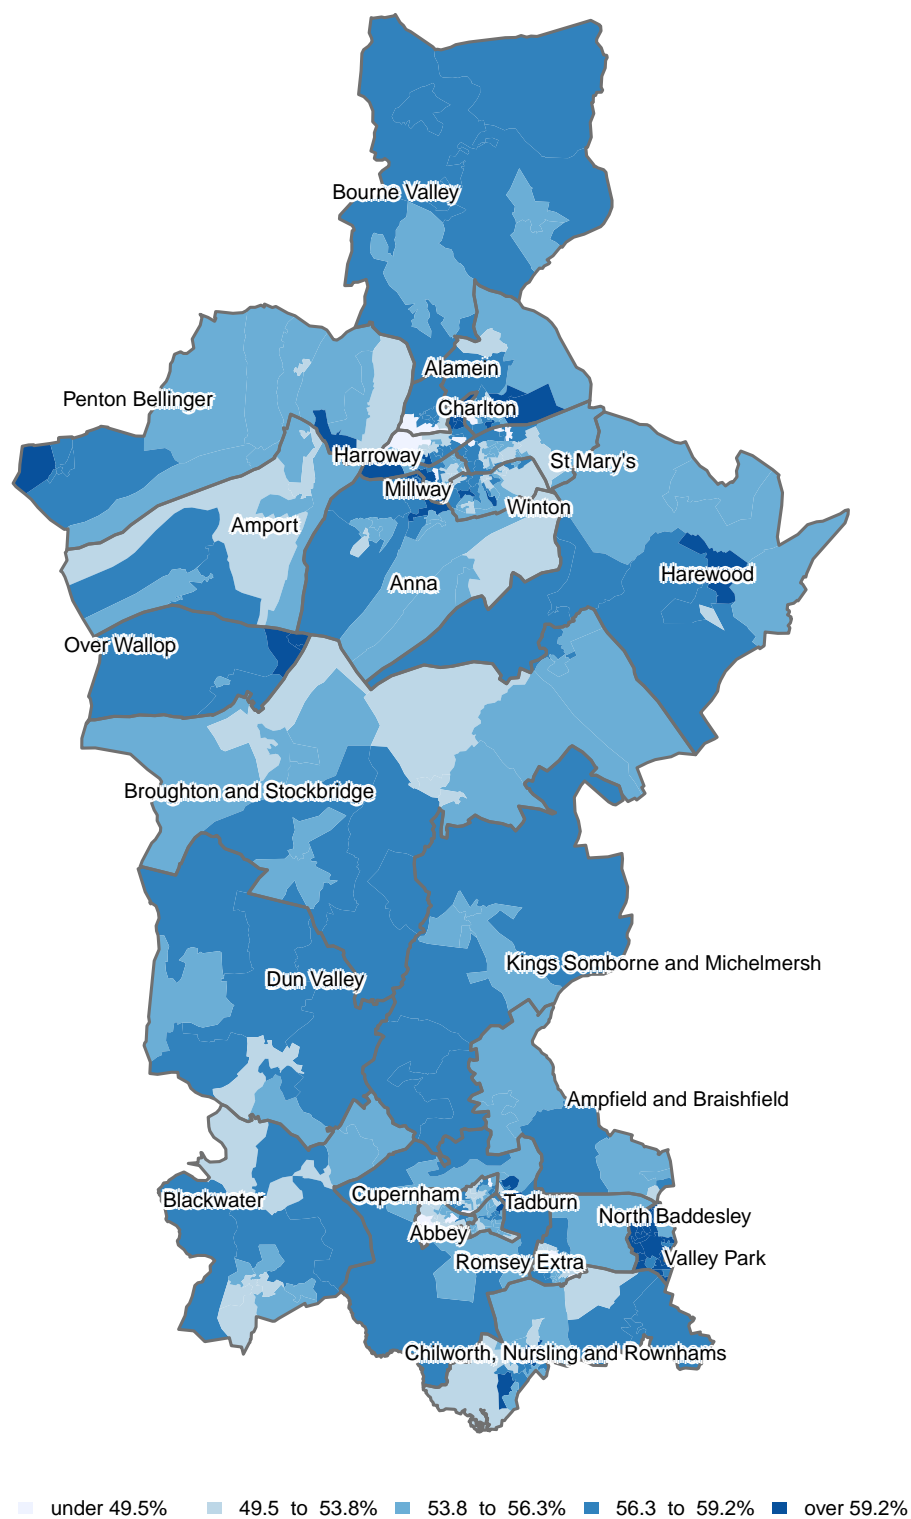 Bourne Valley
Alamein
Penton Bellinger
Charlton
Harroway
St Mary's
Millway
Winton
Amport
Harewood
Anna
Over Wallop
Broughton and Stockbridge
Kings Somborne and Michelmersh
Dun Valley
Ampfield and Braishfield
Cupernham
Blackwater
Tadburn
North Baddesley
Abbey
Valley Park
Romsey Extra
Chilworth, Nursling and Rownhams
under 49.5% 49.5 to 53.8% 53.8 to 56.3% 56.3 to 59.2% over 59.2%